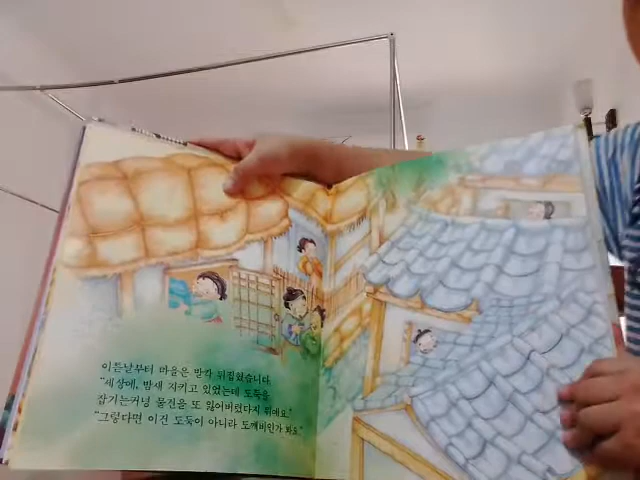 이튿날부터 마을은 발칵 뒤집혔습니다.
"세상에, 밤새 지키고 있었는데 도둑을
잡기는커녕 물건을 또 잃어버렸다지 뭐예요."
"그렇다면 이건 도둑이 아니라 도깨비인가 봐요."